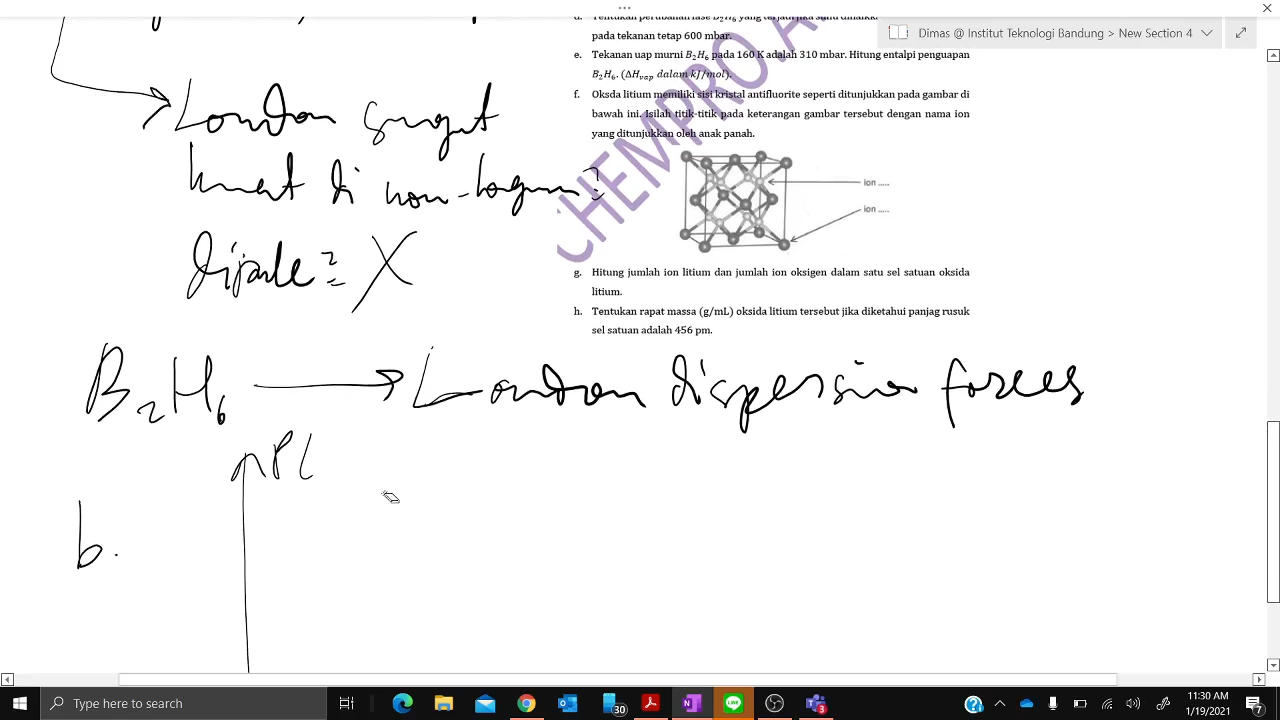 Dimas @ Institut Teknologi Bandung > New Section 4
pada tekanan tetap 600 mbar.
e. Tekanan uap murni B₂H₆ pada 160 K adalah 310 mbar. Hitung entalpi penguapan
B₂H₆. (ΔHvap dalam kJ/mol).
f. Oksda litium memiliki sisi kristal antifluorite seperti ditunjukkan pada gambar di
bawah ini. Isilah titik-titik pada keterangan gambar tersebut dengan nama ion
yang ditunjukkan oleh anak panah.
ion .....
ion .....
g. Hitung jumlah ion litium dan jumlah ion oksigen dalam satu sel satuan oksida
litium.
h. Tentukan rapat massa (g/mL) oksida litium tersebut jika diketahui panjag rusuk
sel satuan adalah 456 pm.
CHEMPRO A
London sangat
kuat di non-logam?
dipole? = X
B₂H₆ → London dispersion forces
b.
Type here to search
30
3
11:30 AM
1/19/2021